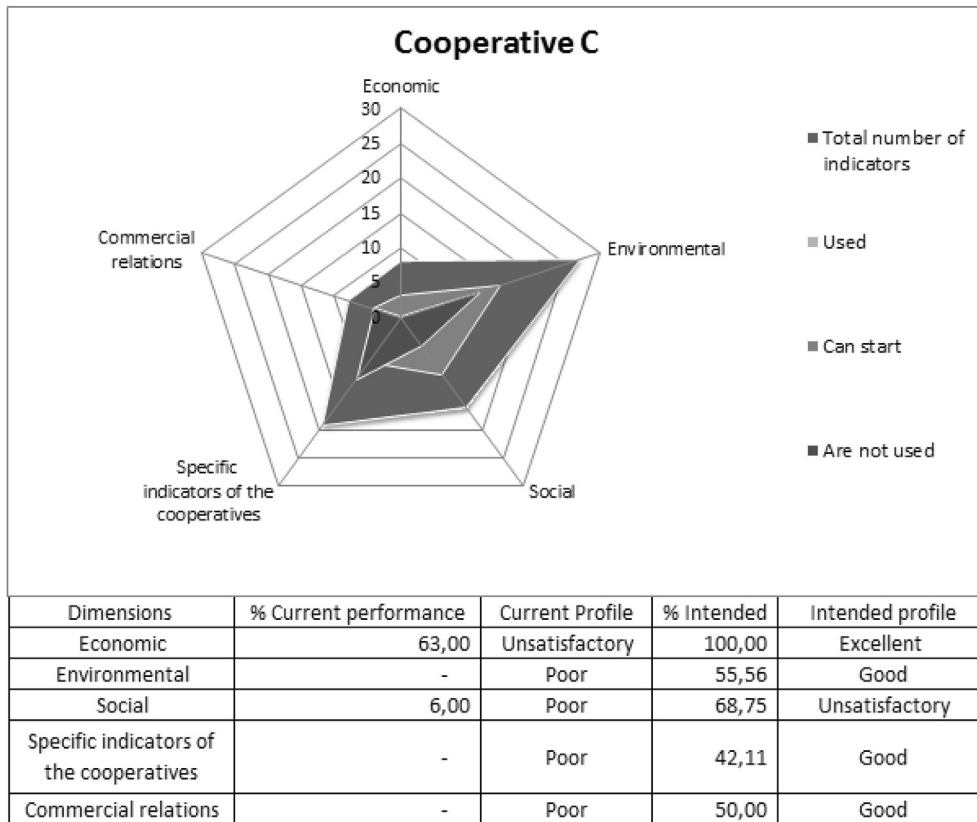 Cooperative C
Economic
30
25
20
15
10
5
0
Environmental
Social
Specific
indicators of the
cooperatives
Commercial
relations
Total number of
indicators
Used
Can start
Are not used
Dimensions % Current performance Current Profile % Intended Intended profile
Economic 63,00 Unsatisfactory 100,00 Excellent
Environmental - Poor 55,56 Good
Social 6,00 Poor 68,75 Unsatisfactory
Specific indicators of
the cooperatives - Poor 42,11 Good
Commercial relations - Poor 50,00 Good